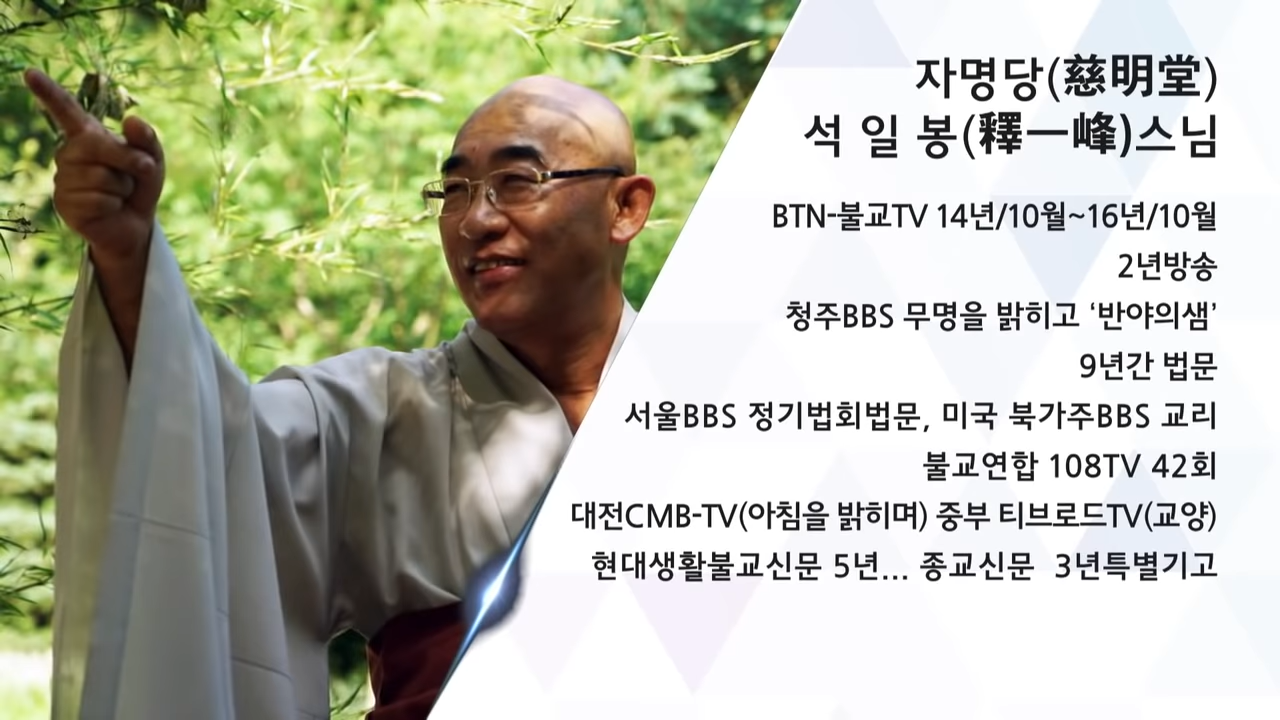 자명당(慈明堂)
석 일 봉(釋一峰)스님
BTN-불교TV 14년/10월~16년/10월
2년방송
청주BBS 무명을 밝히고 ‘반야의샘’
9년간 법문
서울BBS 정기법회법문, 미국 북가주BBS 교리
불교연합 108TV 42회
대전CMB-TV(아침을 밝히며) 중부 티브로드TV(교양)
현대생활불교신문 5년... 종교신문 3년특별기고